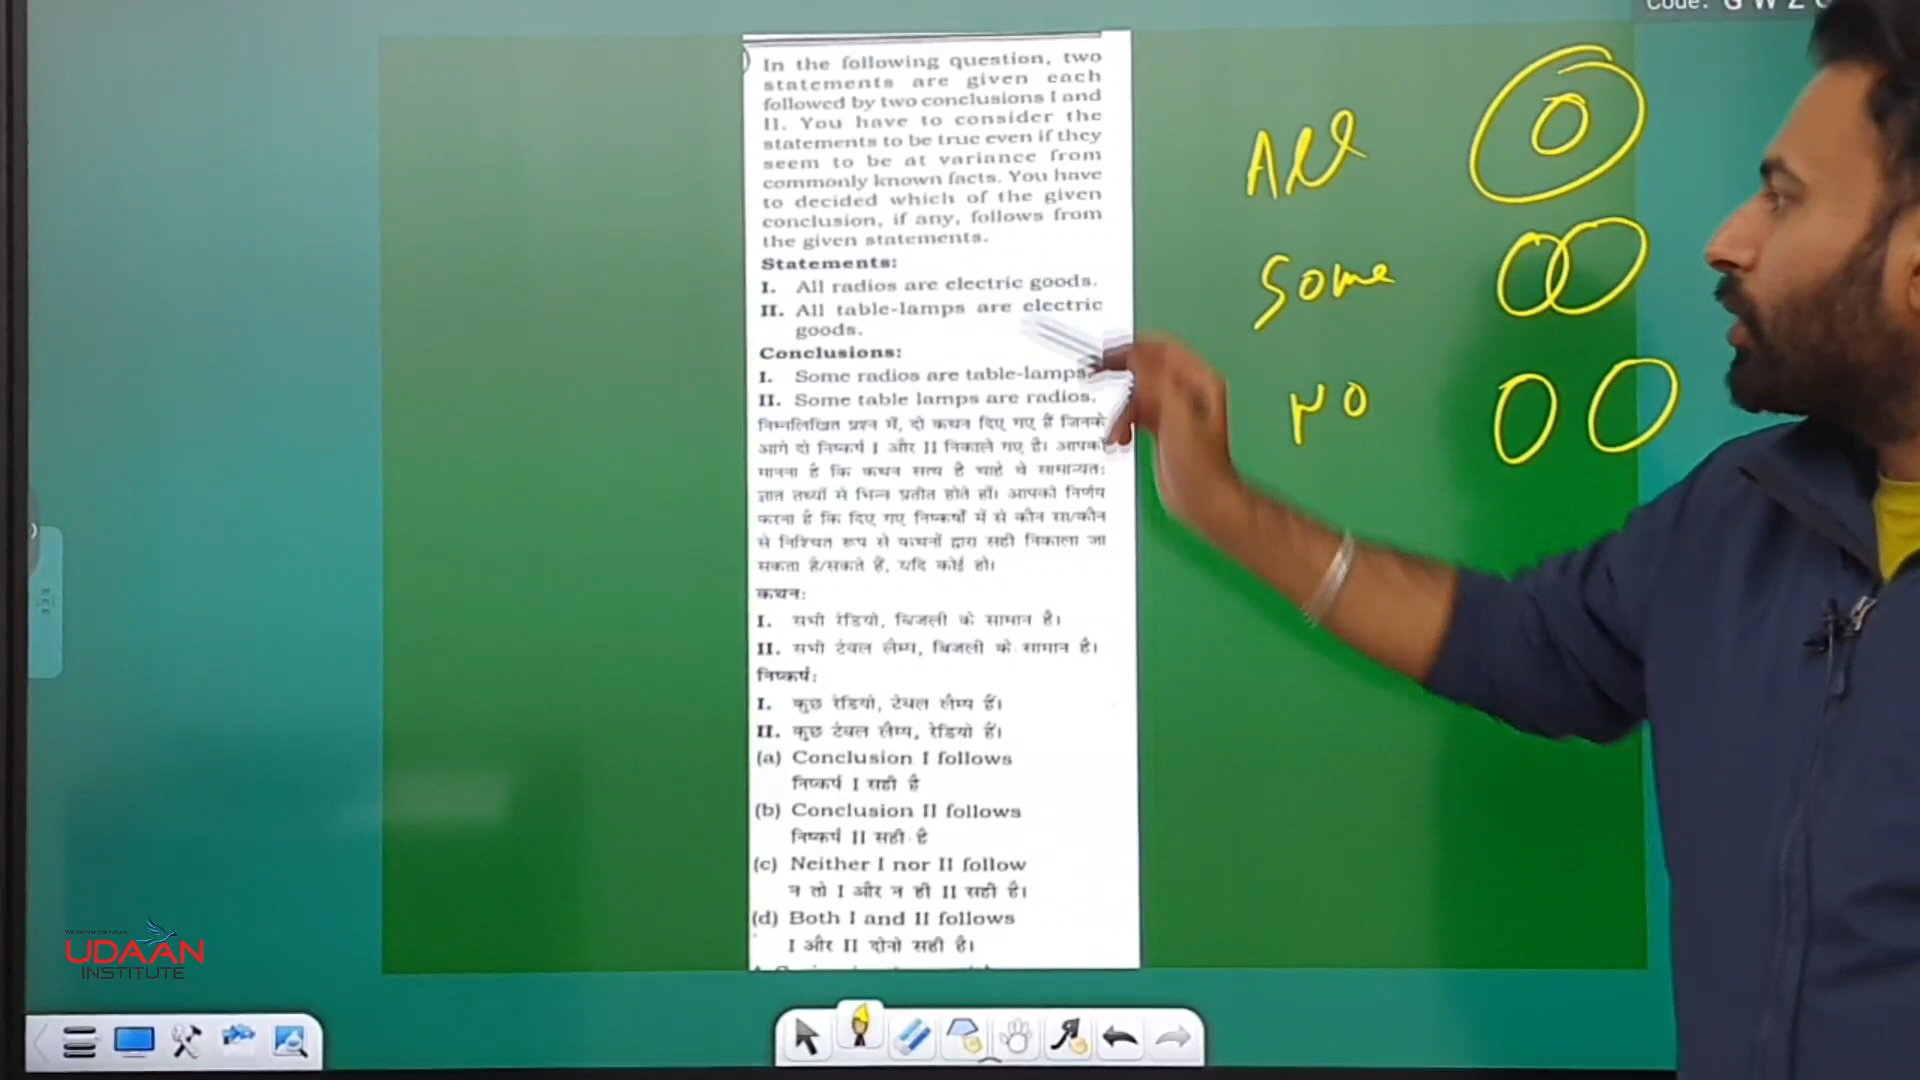 Code: G W Z
In the following question, two
statements are given each
followed by two conclusions I and
II. You have to consider the
statements to be true even if they
seem to be at variance from
commonly known facts. You have
to decided which of the given
conclusion, if any, follows from
the given statements.
Statements:
I. All radios are electric goods.
II. All table-lamps are electric
goods.
Conclusions:
I. Some radios are table-lamps.
II. Some table lamps are radios.
निम्नलिखित प्रश्न में, दो कथन दिए गए हैं जिनके
आगे दो निष्कर्ष I और II निकाले गए है। आपको
मानना है कि कथन सत्य है चाहे वे सामान्यतः
ज्ञात तथ्यों से भिन्न प्रतीत होते हों। आपको निर्णय
करना है कि दिए गए निष्कर्षों में से कौन सा/कौन
से निश्चित रूप से कथनों द्वारा सही निकाला जा
सकता है/सकते हैं, यदि कोई हो।
कथन:
I. सभी रेडियो, बिजली के सामान है।
II. सभी टेबल लैम्प, बिजली के सामान है।
निष्कर्ष:
I. कुछ रेडियो, टेबल लैम्प हैं।
II. कुछ टेबल लैम्प, रेडियो हैं।
(a) Conclusion I follows
निष्कर्ष I सही है
(b) Conclusion II follows
निष्कर्ष II सही है
(c) Neither I nor II follow
न तो I और न ही II सही है।
(d) Both I and II follows
I और II दोनो सही है।
All
Some
NO
We deliver the future
UDAAN
INSTITUTE